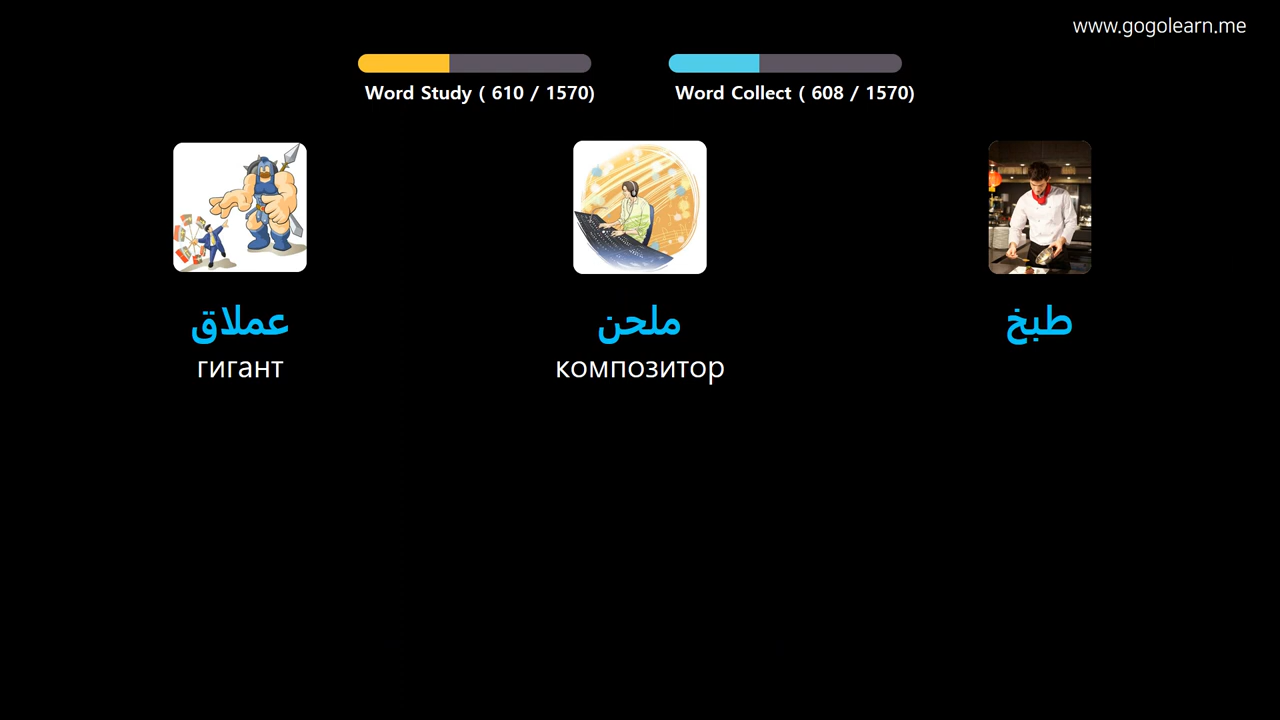 www.gogolearn.me
Word Study ( 610 / 1570)
Word Collect ( 608 / 1570)
عملاق
гигант
ملحن
композитор
طبخ